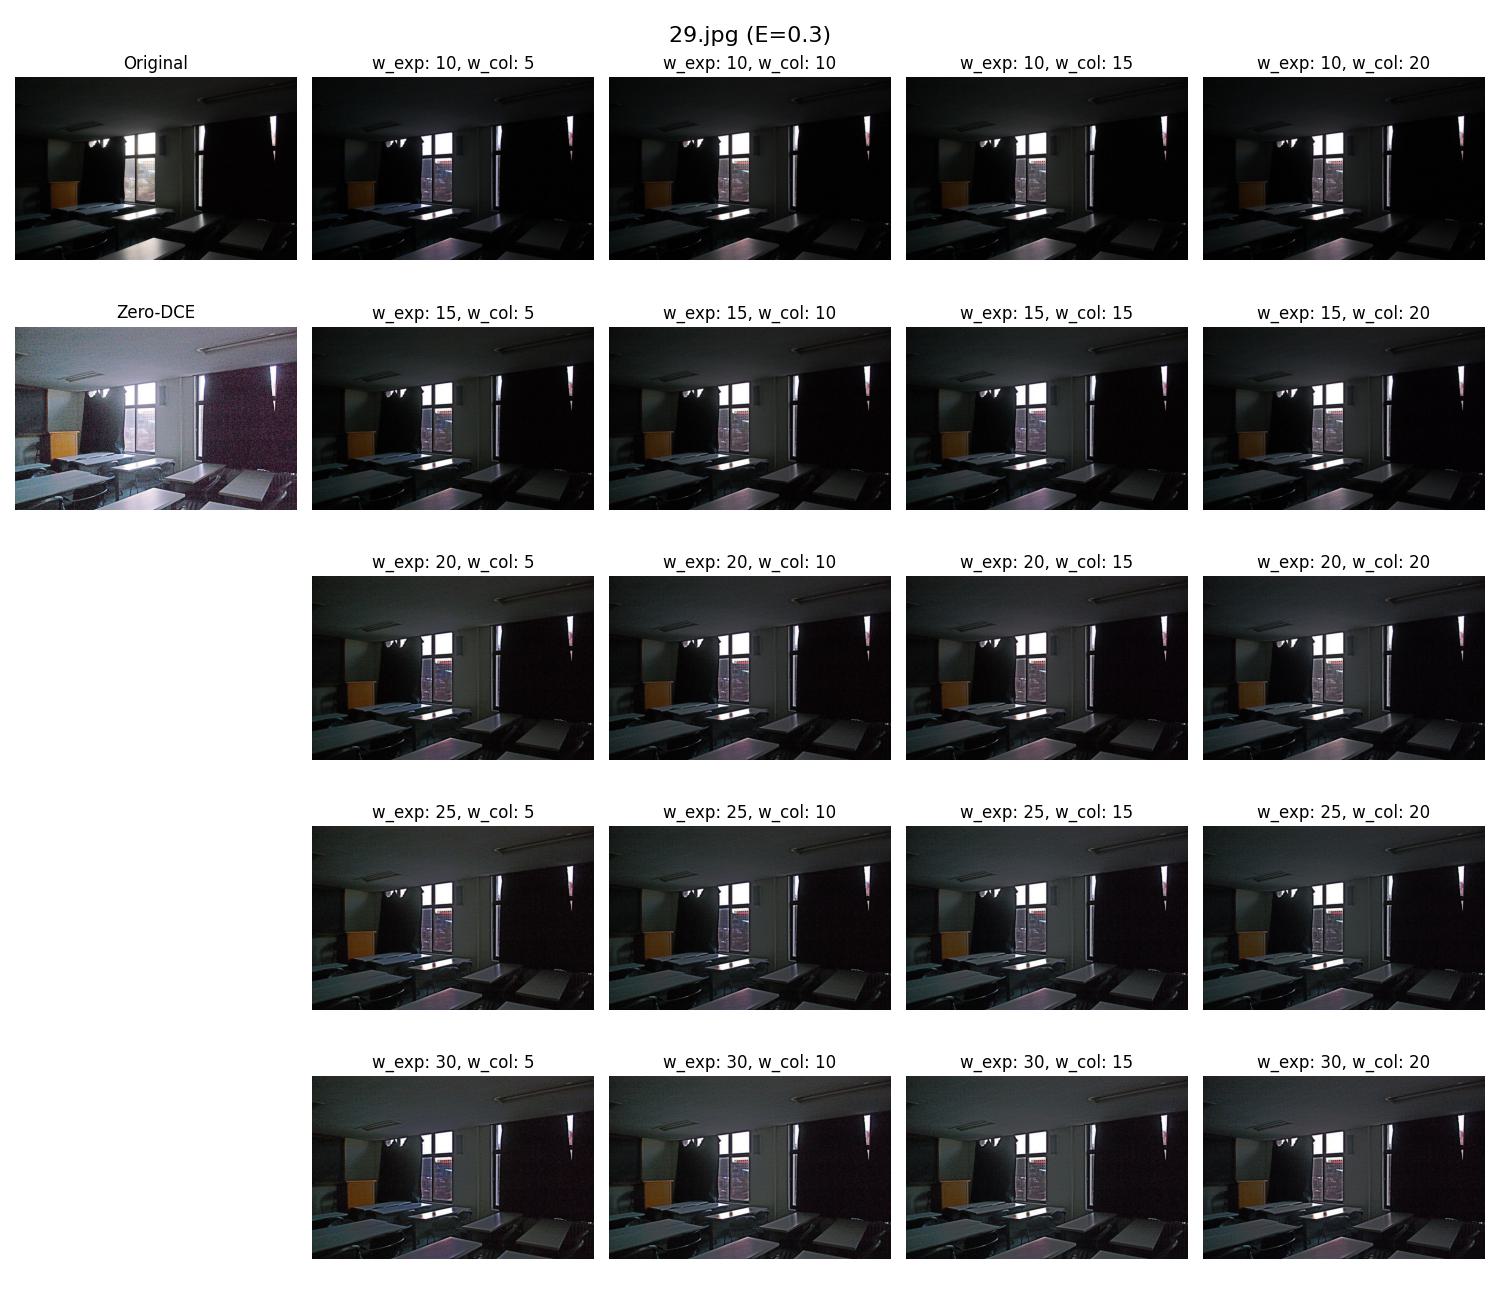 29.jpg (E=0.3)
Original
w_exp: 10, w_col: 5
w_exp: 10, w_col: 10
w_exp: 10, w_col: 15
w_exp: 10, w_col: 20
Zero-DCE
w_exp: 15, w_col: 5
w_exp: 15, w_col: 10
w_exp: 15, w_col: 15
w_exp: 15, w_col: 20
w_exp: 20, w_col: 5
w_exp: 20, w_col: 10
w_exp: 20, w_col: 15
w_exp: 20, w_col: 20
w_exp: 25, w_col: 5
w_exp: 25, w_col: 10
w_exp: 25, w_col: 15
w_exp: 25, w_col: 20
w_exp: 30, w_col: 5
w_exp: 30, w_col: 10
w_exp: 30, w_col: 15
w_exp: 30, w_col: 20